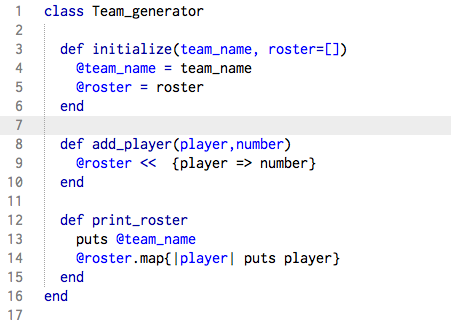 1 class Team_generator
2
3   def initialize(team_name, roster=[])
4     @team_name = team_name
5     @roster = roster
6   end
7
8   def add_player(player,number)
9     @roster <<  {player => number}
10   end
11
12   def print_roster
13     puts @team_name
14     @roster.map{|player| puts player}
15   end
16 end
17